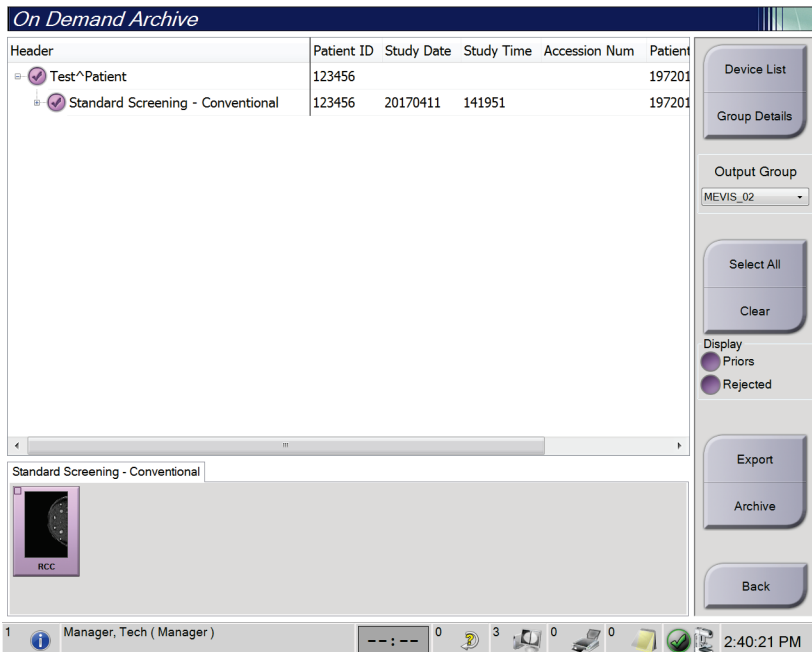 On Demand Archive
Header Patient ID Study Date Study Time Accession Num Patient
Test^Patient 123456 197201
Standard Screening - Conventional 123456 20170411 141951 197201
Device List
Group Details
Output Group
MEVIS_02
Select All
Clear
Display
Priors
Rejected
Export
Archive
Back
Standard Screening - Conventional
RCC
1 Manager, Tech ( Manager ) --:-- 0 3 0 0 2:40:21 PM